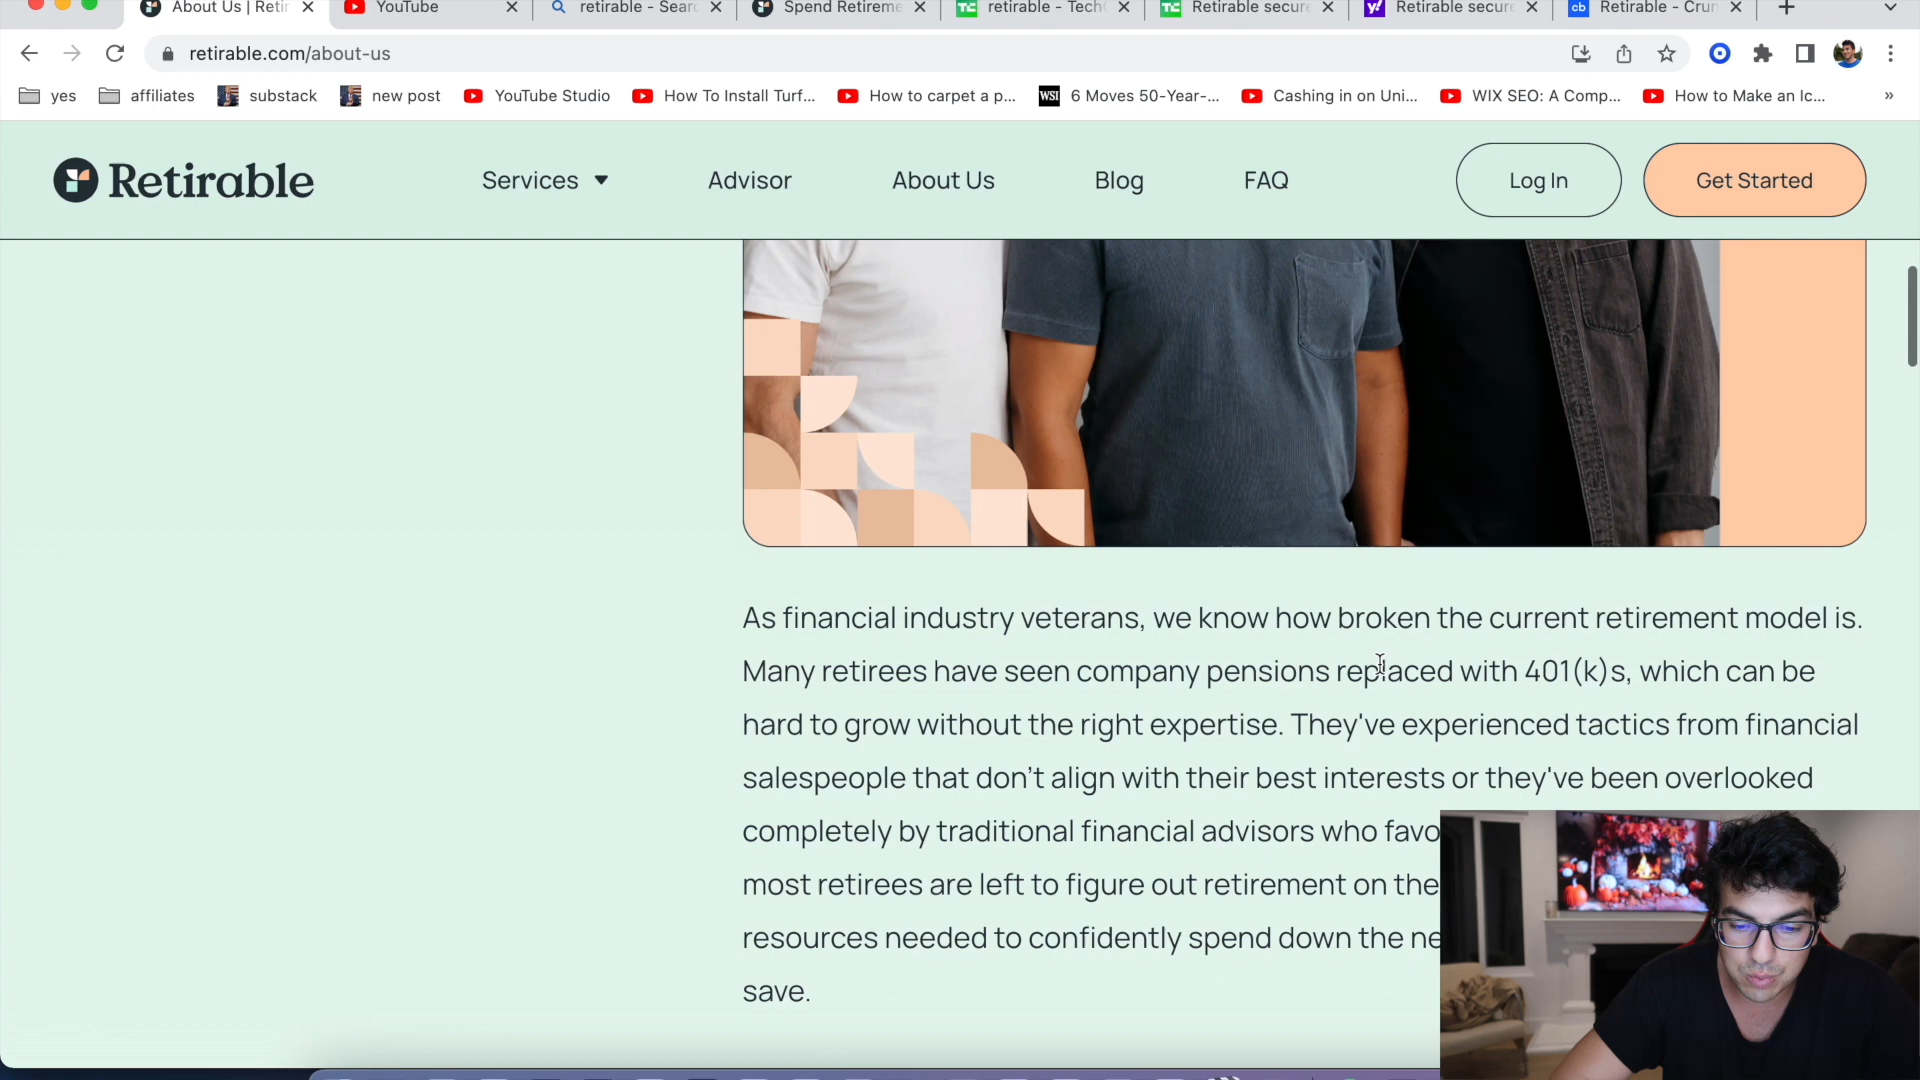 About Us | Retir
YouTube
retirable - Searc
Spend Retireme
retirable - TechC
Retirable secure
Retirable secure
Retirable - Crun
retirable.com/about-us
yes
affiliates
substack
new post
YouTube Studio
How To Install Turf...
How to carpet a p...
WSI
6 Moves 50-Year-...
Cashing in on Uni...
WIX SEO: A Comp...
How to Make an Ic...
»
Retirable
Services
Advisor
About Us
Blog
FAQ
Log In
Get Started
As financial industry veterans, we know how broken the current retirement model is.
Many retirees have seen company pensions replaced with 401(k)s, which can be
hard to grow without the right expertise. They've experienced tactics from financial
salespeople that don’t align with their best interests or they've been overlooked
completely by traditional financial advisors who favo
most retirees are left to figure out retirement on the
resources needed to confidently spend down the ne
save.